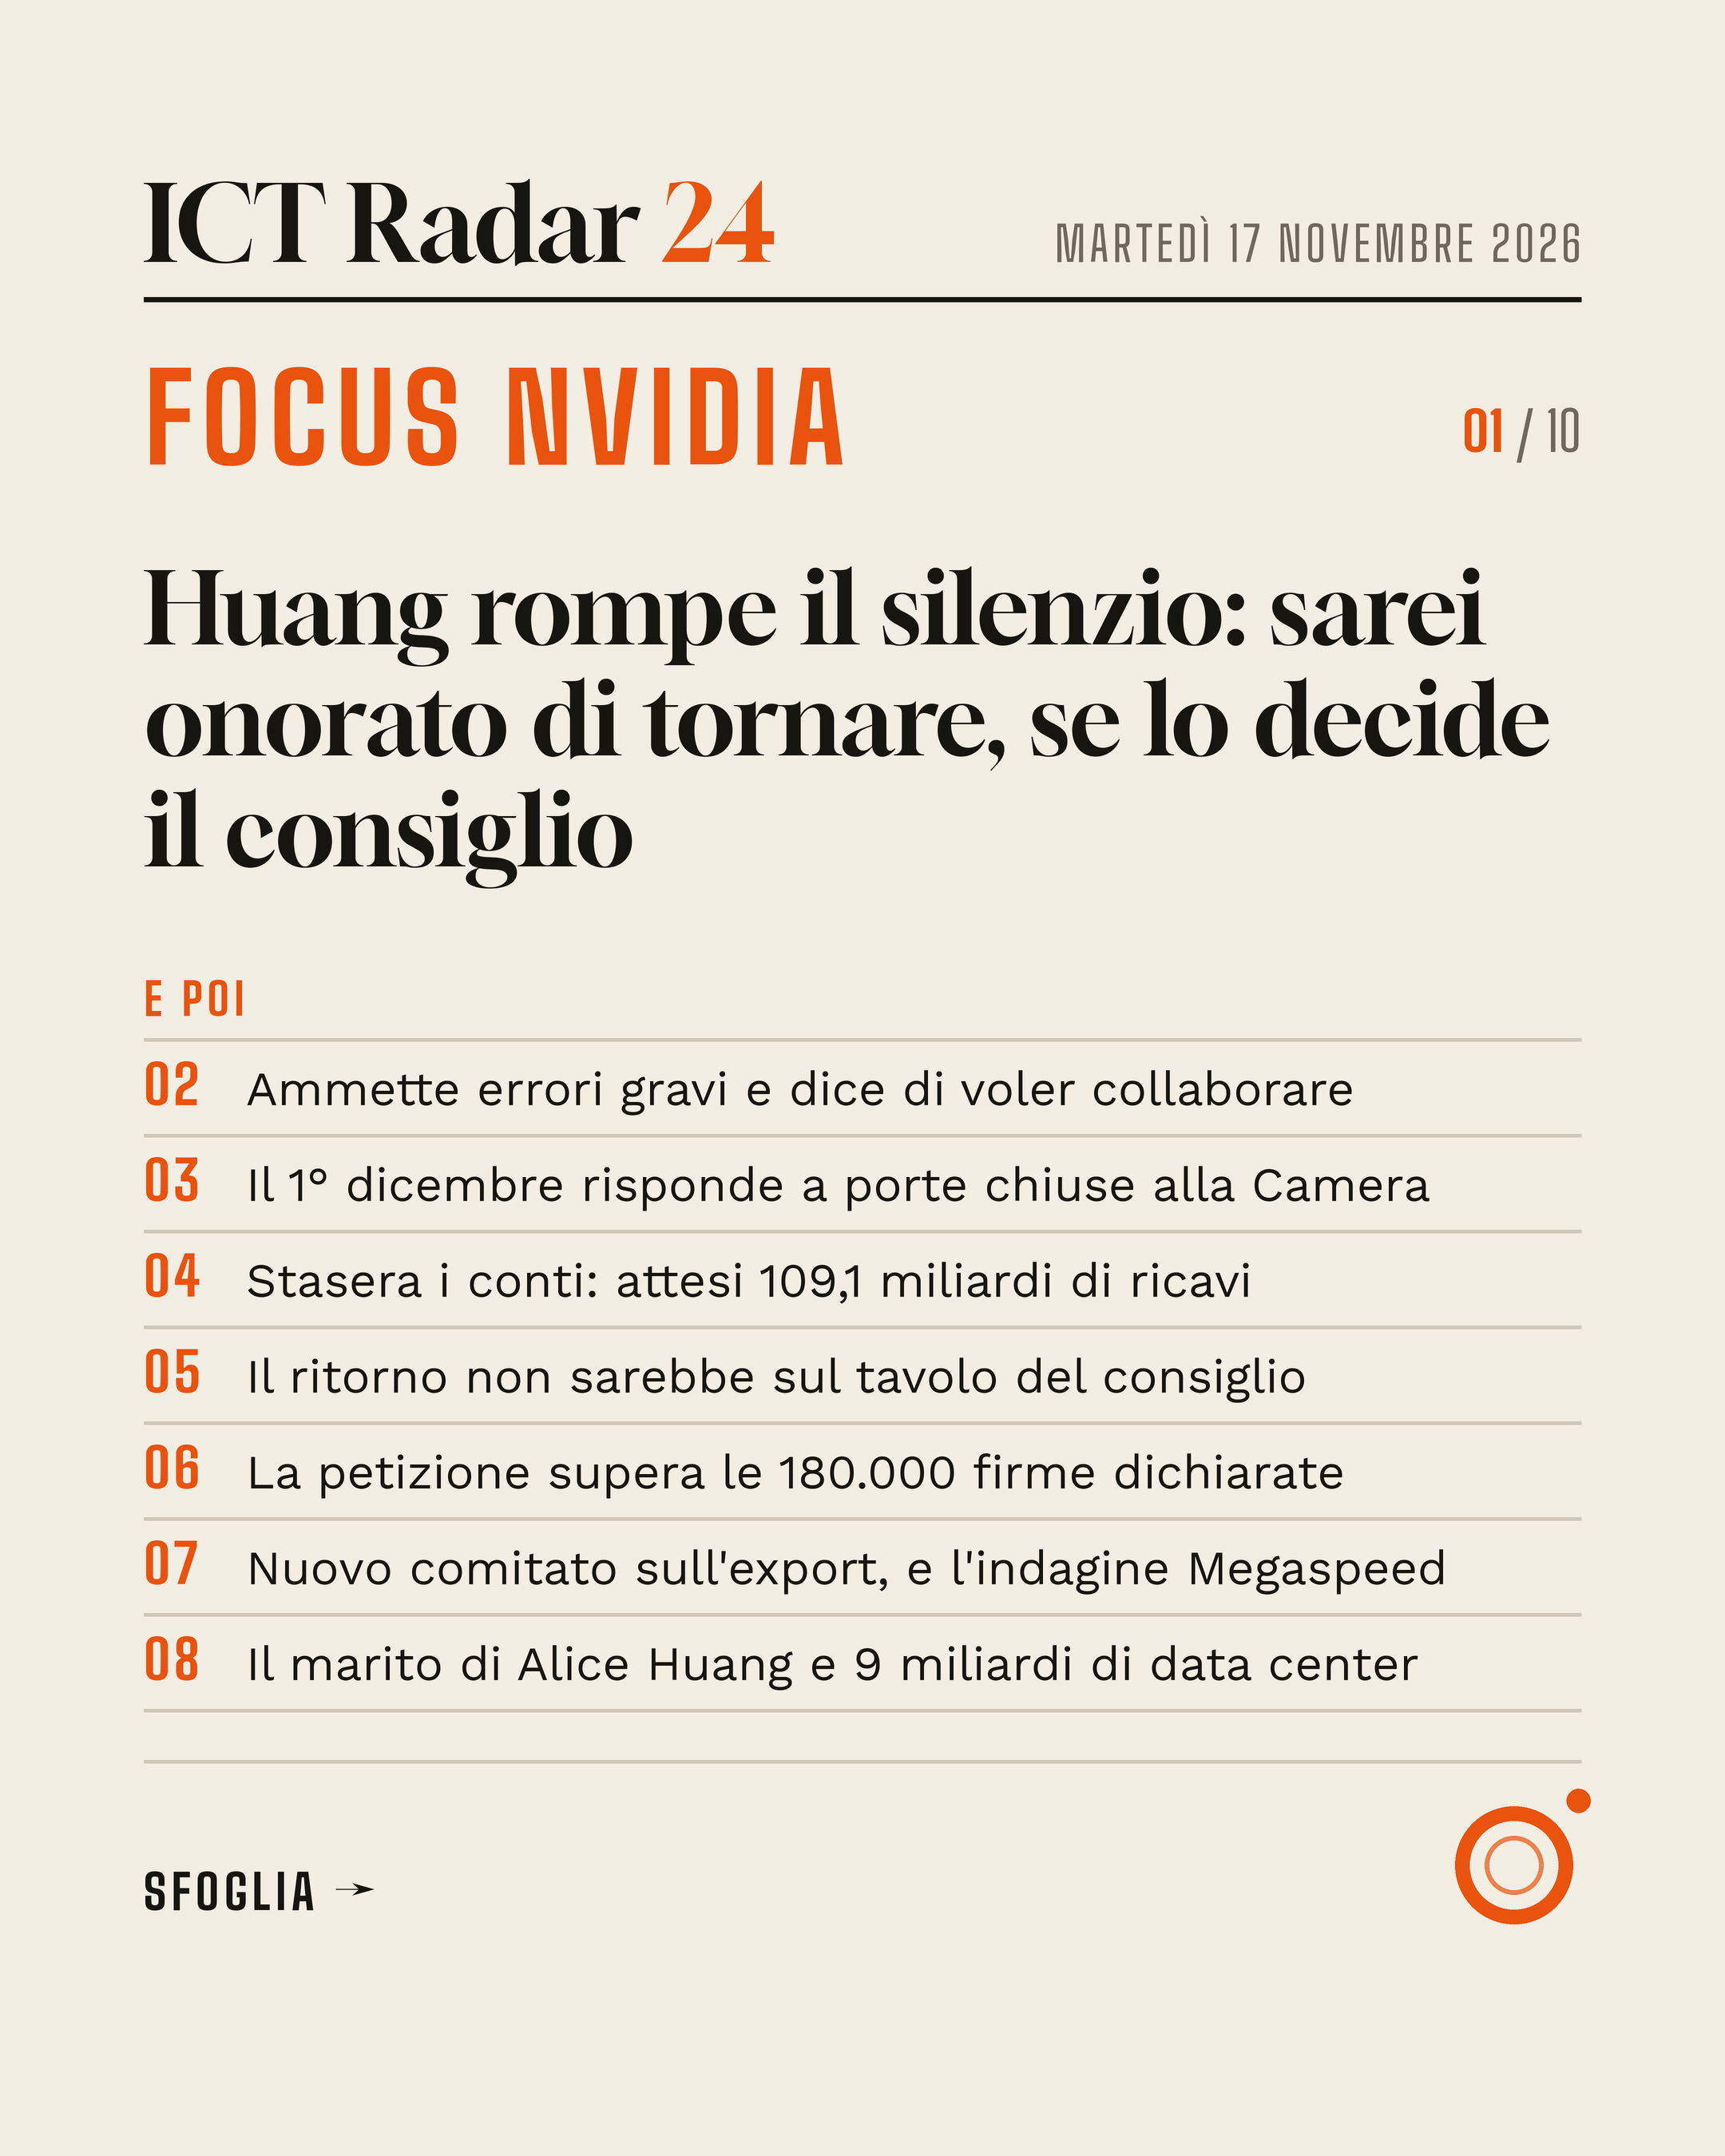 ICT Radar 24
MARTEDÌ 17 NOVEMBRE 2026
FOCUS NVIDIA
01 / 10
Huang rompe il silenzio: sarei
onorato di tornare, se lo decide
il consiglio
E POI
02 Ammette errori gravi e dice di voler collaborare
03 Il 1° dicembre risponde a porte chiuse alla Camera
04 Stasera i conti: attesi 109,1 miliardi di ricavi
05 Il ritorno non sarebbe sul tavolo del consiglio
06 La petizione supera le 180.000 firme dichiarate
07 Nuovo comitato sull'export, e l'indagine Megaspeed
08 Il marito di Alice Huang e 9 miliardi di data center
SFOGLIA →